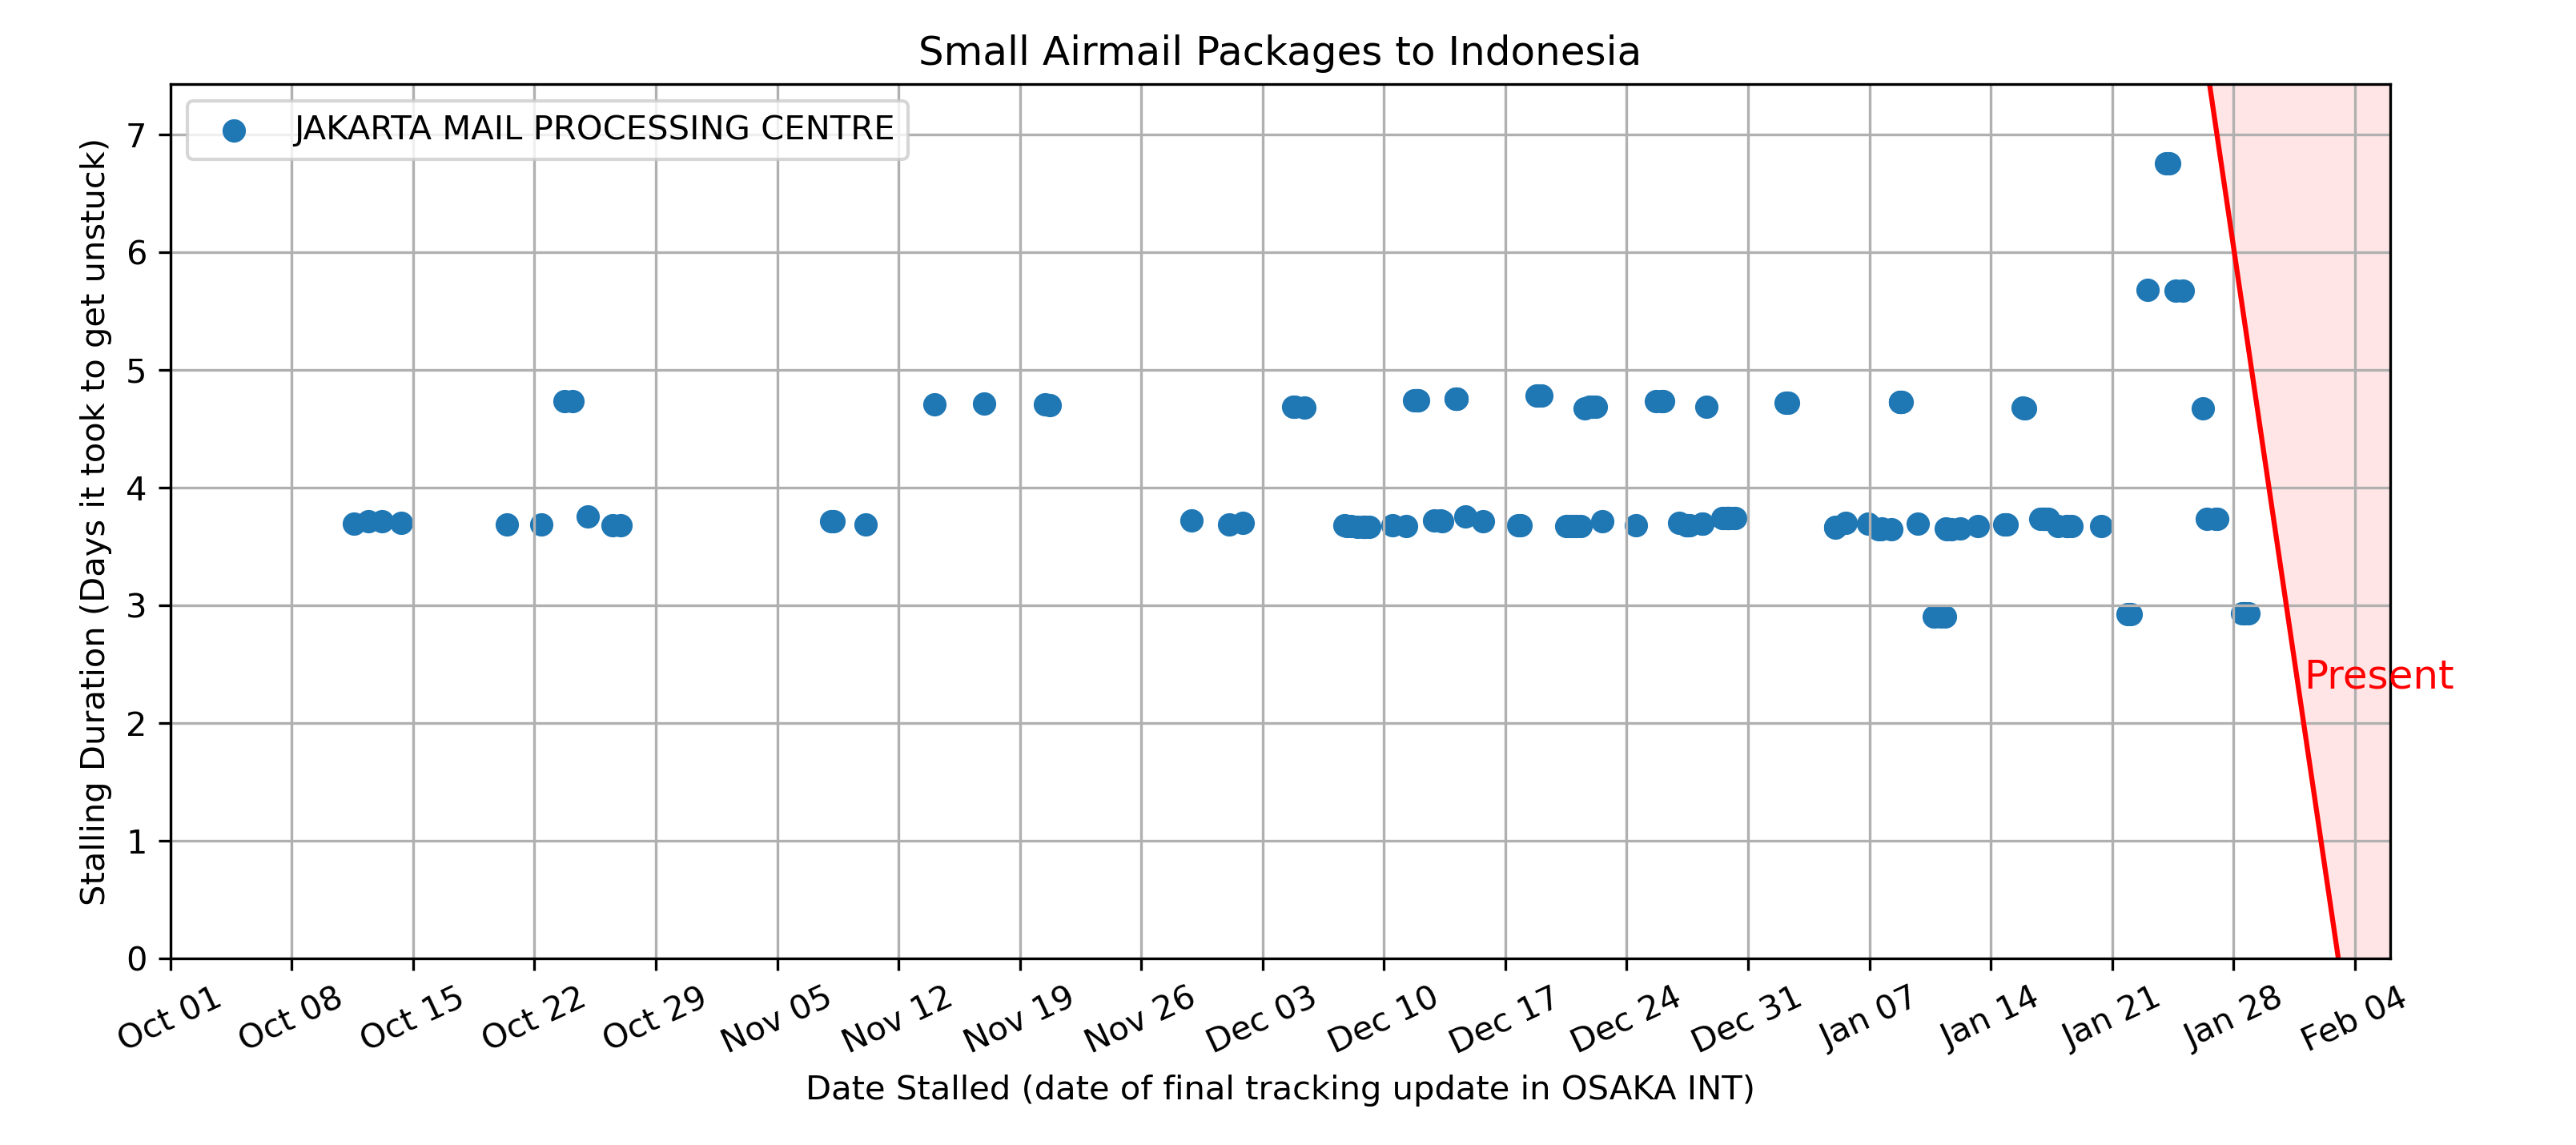 Small Airmail Packages to Indonesia
JAKARTA MAIL PROCESSING CENTRE
Stalling Duration (Days it took to get unstuck)
7
6
5
4
3
2
1
0
Present
Oct 01
Oct 08
Oct 15
Oct 22
Oct 29
Nov 05
Nov 12
Nov 19
Nov 26
Dec 03
Dec 10
Dec 17
Dec 24
Dec 31
Jan 07
Jan 14
Jan 21
Jan 28
Feb 04
Date Stalled (date of final tracking update in OSAKA INT)